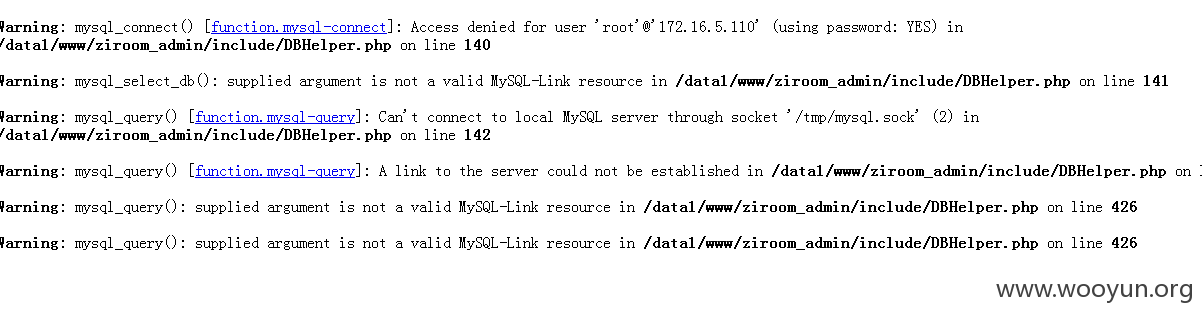 Warning: mysql_connect() [function.mysql-connect]: Access denied for user 'root'@'172.16.5.110' (using password: YES) in
/data1/www/ziroom_admin/include/DBHelper.php on line 140
Warning: mysql_select_db(): supplied argument is not a valid MySQL-Link resource in /data1/www/ziroom_admin/include/DBHelper.php on line 141
Warning: mysql_query() [function.mysql-query]: Can't connect to local MySQL server through socket '/tmp/mysql.sock' (2) in
/data1/www/ziroom_admin/include/DBHelper.php on line 142
Warning: mysql_query() [function.mysql-query]: A link to the server could not be established in /data1/www/ziroom_admin/include/DBHelper.php on
Warning: mysql_query(): supplied argument is not a valid MySQL-Link resource in /data1/www/ziroom_admin/include/DBHelper.php on line 426
Warning: mysql_query(): supplied argument is not a valid MySQL-Link resource in /data1/www/ziroom_admin/include/DBHelper.php on line 426
www.wooyun.org